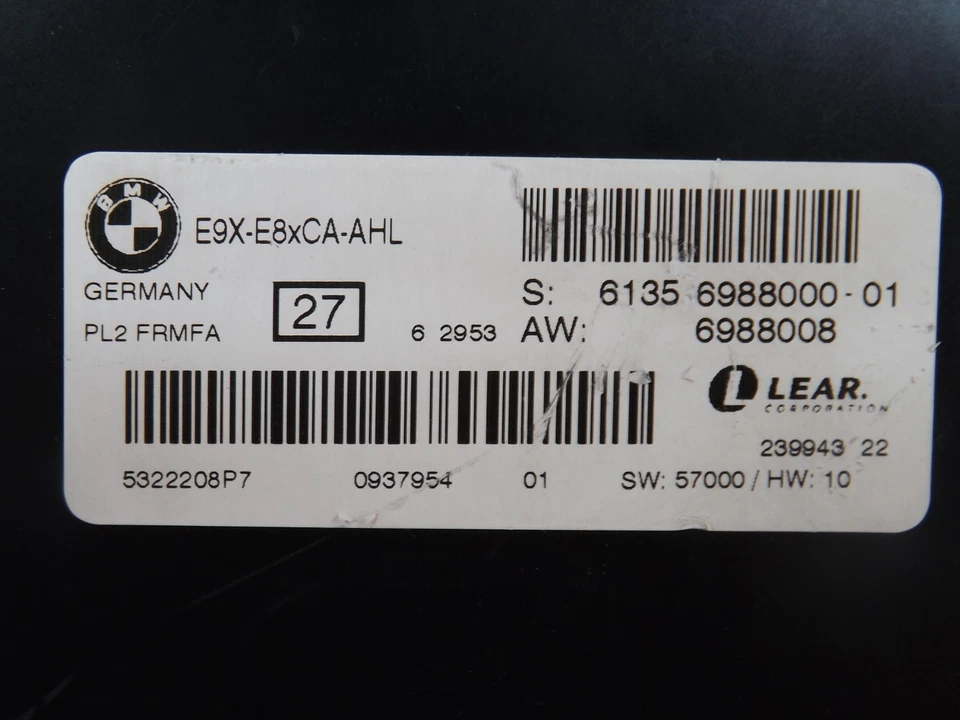 BMW
E9X-E8xCA-AHL
GERMANY
27
PL2 FRMFA
6 2953
S: 6135 6988000-01
AW: 6988008
LEAR.
CORPORATION
239943 22
5322208P7 0937954 01 SW: 57000 / HW: 10